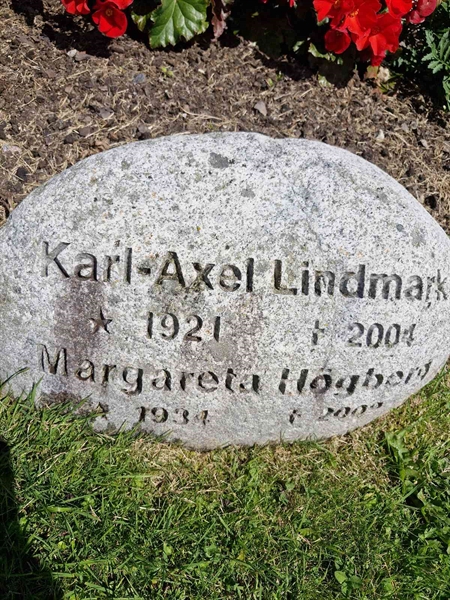 Karl-Axel Lindmark
★ 1921 † 2004
Margareta Högberg
★ 1934 †